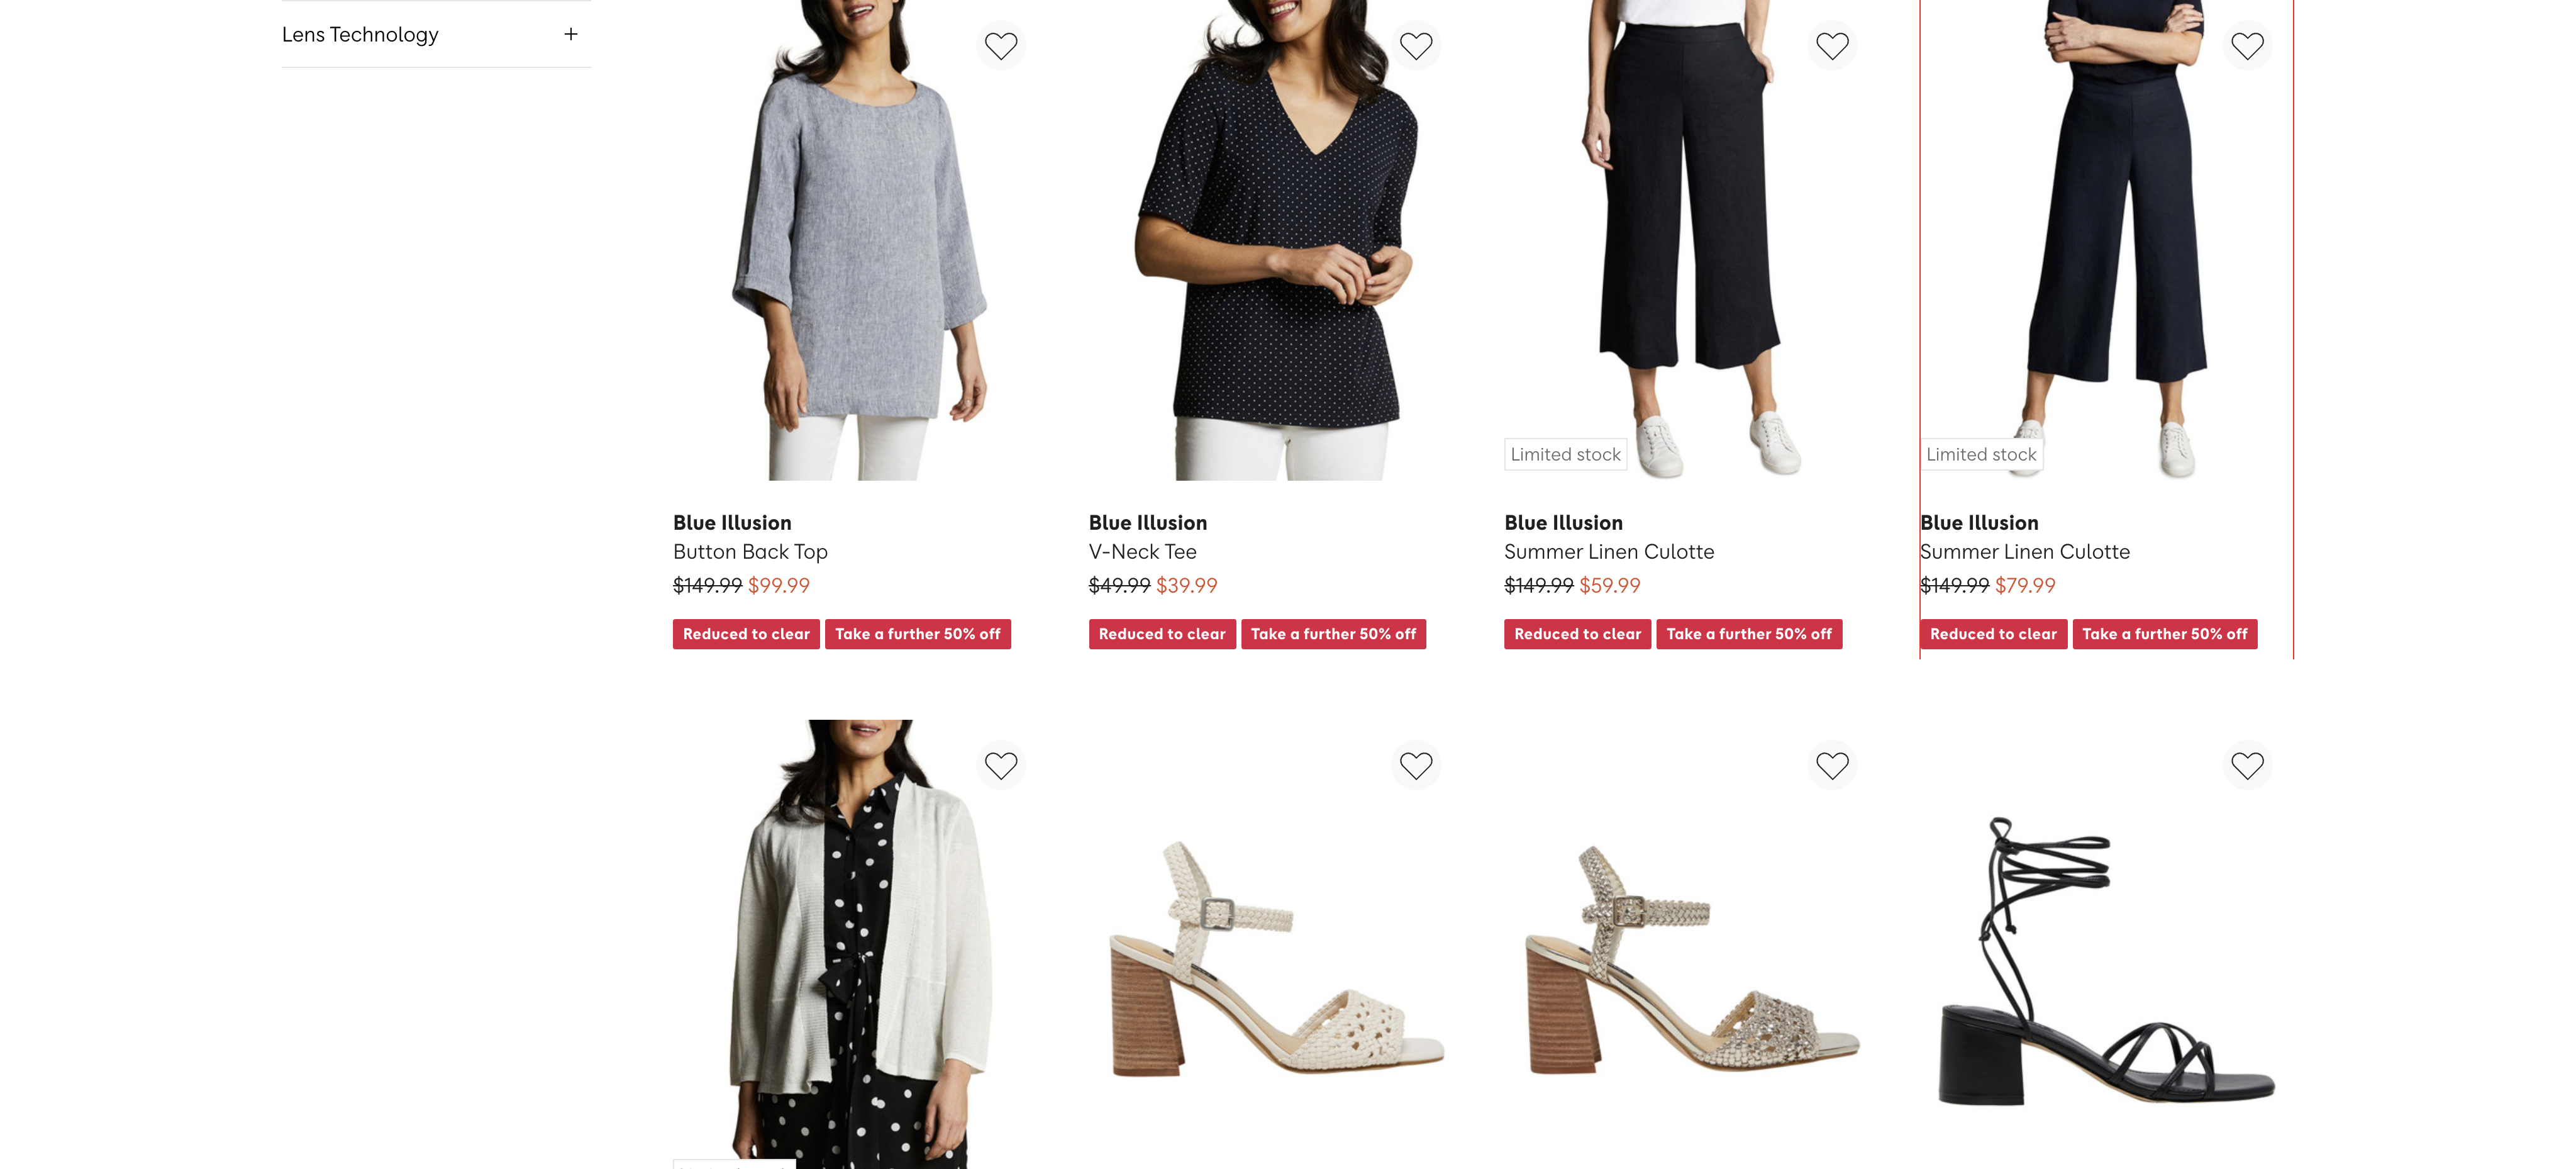 Lens Technology +
Limited stock
Limited stock
Blue Illusion
Button Back Top
$149.99 $99.99
Reduced to clear Take a further 50% off
Blue Illusion
V-Neck Tee
$49.99 $39.99
Reduced to clear Take a further 50% off
Blue Illusion
Summer Linen Culotte
$149.99 $59.99
Reduced to clear Take a further 50% off
Blue Illusion
Summer Linen Culotte
$149.99 $79.99
Reduced to clear Take a further 50% off